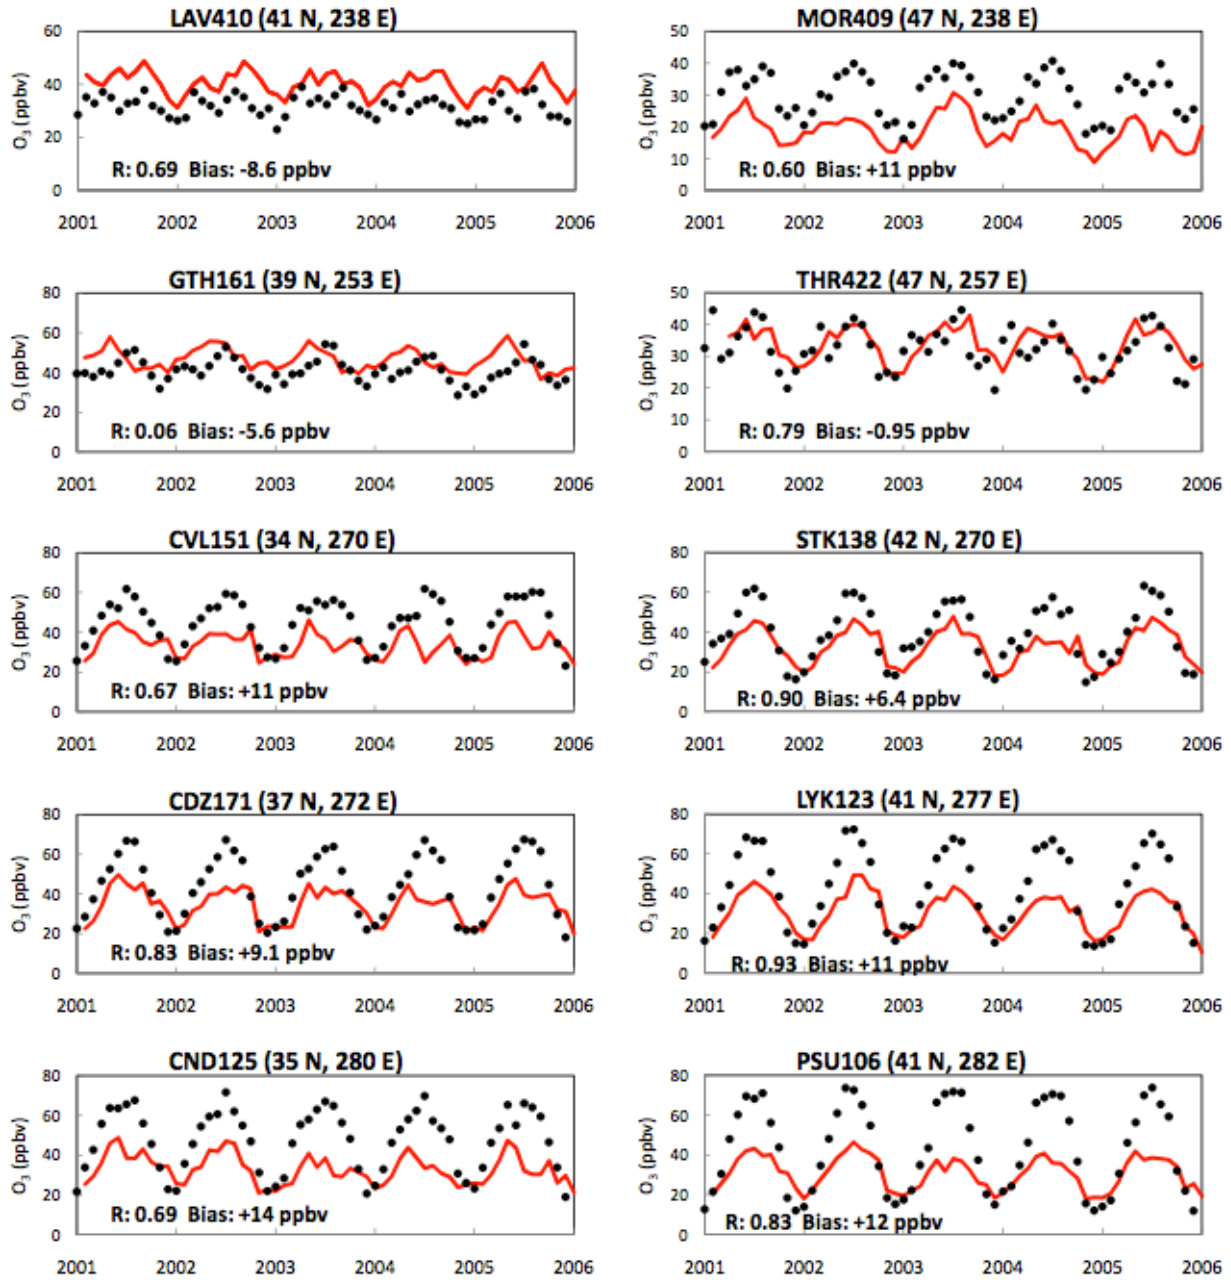 LAV410 (41 N, 238 E)
O3 (ppbv)
60
40
20
0
R: 0.69 Bias: -8.6 ppbv
2001 2002 2003 2004 2005 2006
MOR409 (47 N, 238 E)
O3 (ppbv)
50
40
30
20
10
0
R: 0.60 Bias: +11 ppbv
2001 2002 2003 2004 2005 2006
GTH161 (39 N, 253 E)
O3 (ppbv)
80
60
40
20
0
R: 0.06 Bias: -5.6 ppbv
2001 2002 2003 2004 2005 2006
THR422 (47 N, 257 E)
O3 (ppbv)
50
40
30
20
10
0
R: 0.79 Bias: -0.95 ppbv
2001 2002 2003 2004 2005 2006
CVL151 (34 N, 270 E)
O3 (ppbv)
80
60
40
20
0
R: 0.67 Bias: +11 ppbv
2001 2002 2003 2004 2005 2006
STK138 (42 N, 270 E)
O3 (ppbv)
80
60
40
20
0
R: 0.90 Bias: +6.4 ppbv
2001 2002 2003 2004 2005 2006
CDZ171 (37 N, 272 E)
O3 (ppbv)
80
60
40
20
0
R: 0.83 Bias: +9.1 ppbv
2001 2002 2003 2004 2005 2006
LYK123 (41 N, 277 E)
O3 (ppbv)
80
60
40
20
0
R: 0.93 Bias: +11 ppbv
2001 2002 2003 2004 2005 2006
CND125 (35 N, 280 E)
O3 (ppbv)
80
60
40
20
0
R: 0.69 Bias: +14 ppbv
2001 2002 2003 2004 2005 2006
PSU106 (41 N, 282 E)
O3 (ppbv)
80
60
40
20
0
R: 0.83 Bias: +12 ppbv
2001 2002 2003 2004 2005 2006